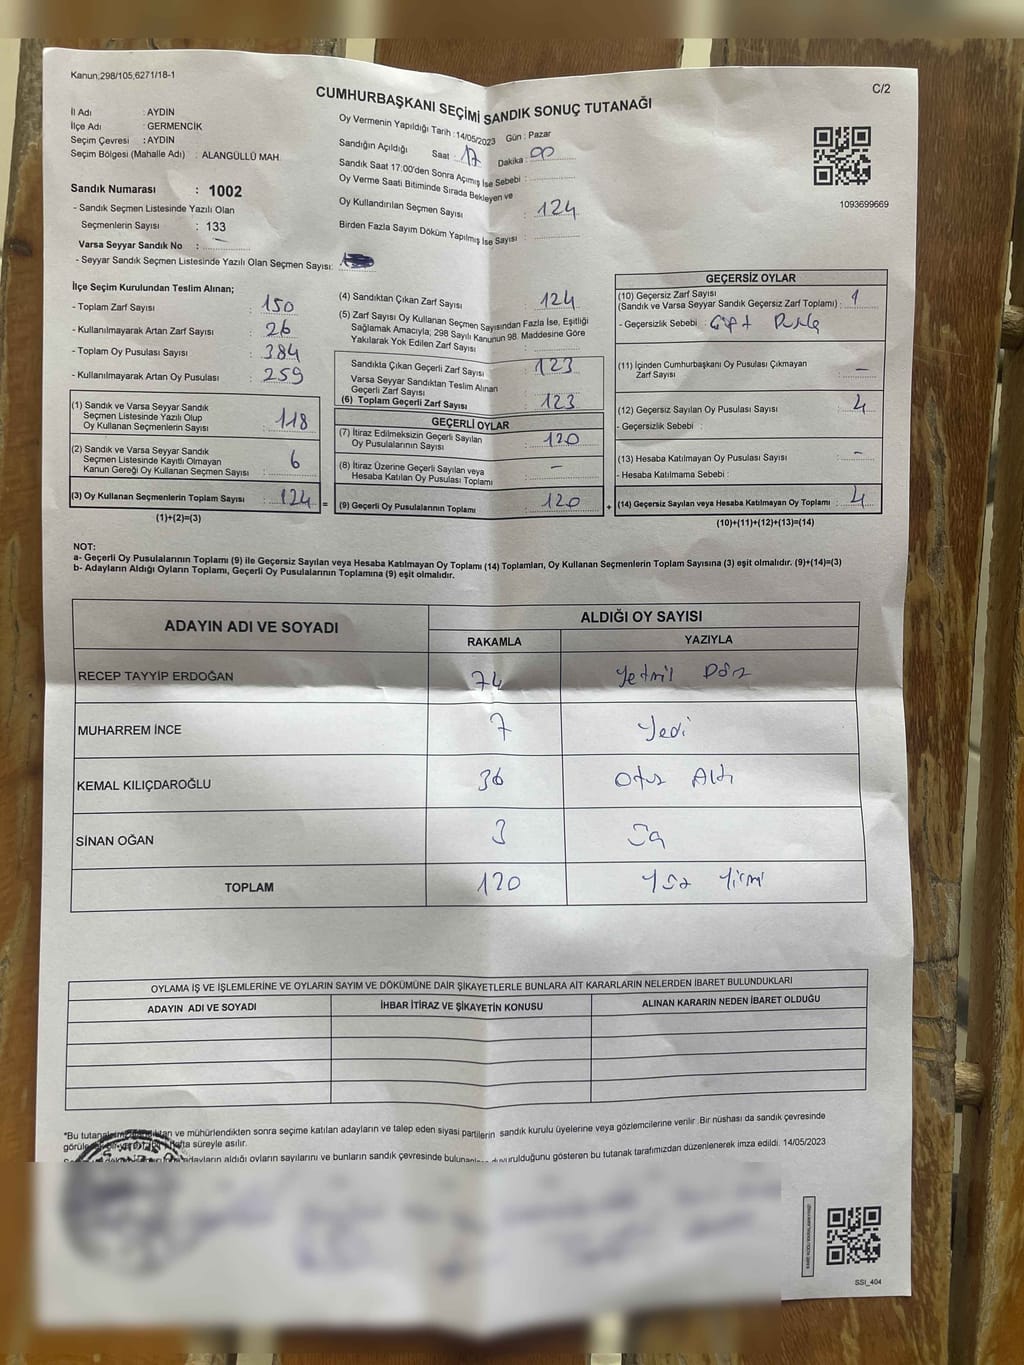 Kanun;298/105,6271/18-1
C/2
CUMHURBAŞKANI SEÇİMİ SANDIK SONUÇ TUTANAĞI
İl Adı : AYDIN
İlçe Adı : GERMENCİK
Seçim Çevresi : AYDIN
Seçim Bölgesi (Mahalle Adı) : ALANGÜLLÜ MAH.
Oy Vermenin Yapıldığı Tarih :14/05/2023 Gün : Pazar
Sandığın Açıldığı Saat : 17 Dakika : 00
Sandık Saat 17:00'den Sonra Açımış İse Sebebi :
Oy Verme Saati Bitiminde Sırada Bekleyen ve
Oy Kullandırılan Seçmen Sayısı : 124
Birden Fazla Sayım Döküm Yapılmış İse Sayısı :
1093699669
Sandık Numarası : 1002
- Sandık Seçmen Listesinde Yazılı Olan
Seçmenlerin Sayısı : 133
Varsa Seyyar Sandık No : —
- Seyyar Sandık Seçmen Listesinde Yazılı Olan Seçmen Sayısı:
İlçe Seçim Kurulundan Teslim Alınan;
- Toplam Zarf Sayısı : 150
- Kullanılmayarak Artan Zarf Sayısı : 26
- Toplam Oy Pusulası Sayısı : 384
- Kullanılmayarak Artan Oy Pusulası : 259
(1) Sandık ve Varsa Seyyar Sandık
Seçmen Listesinde Yazılı Olup
Oy Kullanan Seçmenlerin Sayısı : 118
(2) Sandık ve Varsa Seyyar Sandık
Seçmen Listesinde Kayıtlı Olmayan
Kanun Gereği Oy Kullanan Seçmen Sayısı : 6
(3) Oy Kullanan Seçmenlerin Toplam Sayısı : 124 =
(1)+(2)=(3)
(4) Sandıktan Çıkan Zarf Sayısı : 124
(5) Zarf Sayısı Oy Kullanan Seçmen Sayısından Fazla İse, Eşitliği
Sağlamak Amacıyla; 298 Sayılı Kanunun 98. Maddesine Göre
Yakılarak Yok Edilen Zarf Sayısı :
Sandıkta Çıkan Geçerli Zarf Sayısı : 123
Varsa Seyyar Sandıktan Teslim Alınan
Geçerli Zarf Sayısı :
(6) Toplam Geçerli Zarf Sayısı : 123
GEÇERLİ OYLAR
(7) İtiraz Edilmeksizin Geçerli Sayılan
Oy Pusulalarının Sayısı : 120
(8) İtiraz Üzerine Geçerli Sayılan veya
Hesaba Katılan Oy Pusulası Toplamı : —
(9) Geçerli Oy Pusulalarının Toplamı : 120 +
GEÇERSİZ OYLAR
(10) Geçersiz Zarf Sayısı
(Sandık ve Varsa Seyyar Sandık Geçersiz Zarf Toplamı) : 1
- Geçersizlik Sebebi : Çift Pusula
(11) İçinden Cumhurbaşkanı Oy Pusulası Çıkmayan
Zarf Sayısı : —
(12) Geçersiz Sayılan Oy Pusulası Sayısı : 4
- Geçersizlik Sebebi :
(13) Hesaba Katılmayan Oy Pusulası Sayısı : —
- Hesaba Katılmama Sebebi :
(14) Geçersiz Sayılan veya Hesaba Katılmayan Oy Toplamı : 4
(10)+(11)+(12)+(13)=(14)
NOT:
a- Geçerli Oy Pusulalarının Toplamı (9) ile Geçersiz Sayılan veya Hesaba Katılmayan Oy Toplamı (14) Toplamları, Oy Kullanan Seçmenlerin Toplam Sayısına (3) eşit olmalıdır. (9)+(14)=(3)
b- Adayların Aldığı Oyların Toplamı, Geçerli Oy Pusulalarının Toplamına (9) eşit olmalıdır.
ADAYIN ADI VE SOYADI
ALDIĞI OY SAYISI
RAKAMLA YAZIYLA
RECEP TAYYİP ERDOĞAN 74 Yetmiş Dört
MUHARREM İNCE 7 Yedi
KEMAL KILIÇDAROĞLU 36 Otuz Altı
SİNAN OĞAN 3 Üç
TOPLAM 120 Yüz Yirmi
OYLAMA İŞ VE İŞLEMLERİNE VE OYLARIN SAYIM VE DÖKÜMÜNE DAİR ŞİKAYETLERLE BUNLARA AİT KARARLARIN NELERDEN İBARET BULUNDUKLARI
ADAYIN ADI VE SOYADI İHBAR İTİRAZ VE ŞİKAYETİN KONUSU ALINAN KARARIN NEDEN İBARET OLDUĞU
*Bu tutanak ve mühürlendikten sonra seçime katılan adayların ve talep eden siyasi partilerin sandık kurulu üyelerine veya gözlemcilerine verilir. Bir nüshası da sandık çevresinde
hafta süreyle asılır.
adayların aldığı oyların sayılarını ve bunların sandık çevresinde duyurulduğunu gösteren bu tutanak tarafımızdan düzenlenerek imza edildi. 14/05/2023
SSI_404